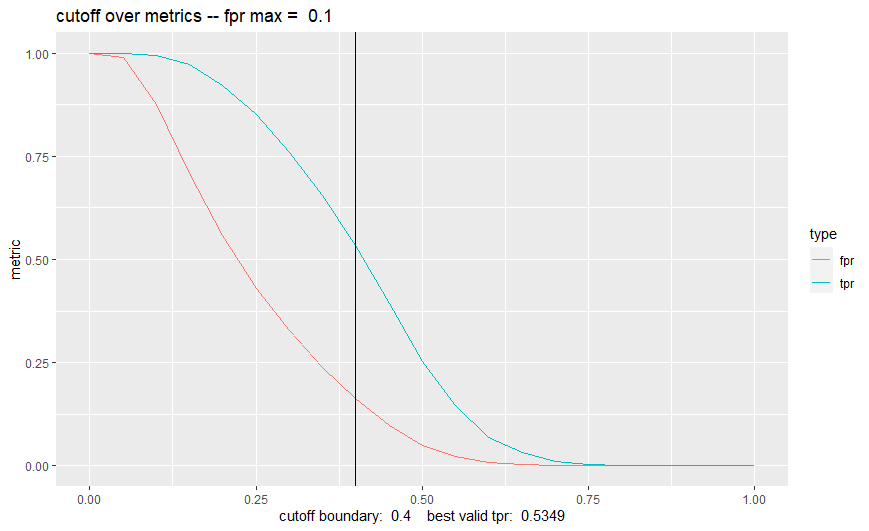 cutoff over metrics -- fpr max =  0.1
1.00
0.75
0.50
0.25
0.00
metric
0.00 0.25 0.50 0.75 1.00
cutoff boundary:  0.4    best valid tpr:  0.5349
type
fpr
tpr